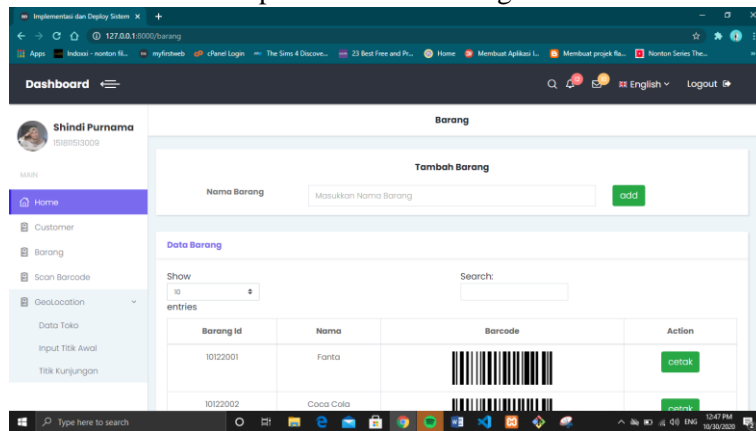 Implementasi dan Deploy Sistem
127.0.0.1:8000/barang
Apps Indoxxi - nonton fil... myfirstweb cPanel Login The Sims 4 Discove... 23 Best Free and Pr... Home Membuat Aplikasi L... Membuat projek fla... Nonton Series The...
Dashboard English Logout
Shindi Purnama
151811513009
Barang
MAIN
Home
Customer
Barang
Scan Barcode
GeoLocation
Data Toko
Input Titik Awal
Titik Kunjungan
Tambah Barang
Nama Barang Masukkan Nama Barang add
Data Barang
Show Search:
10
entries
Barang Id Nama Barcode Action
10122001 Fanta cetak
10122002 Coca Cola cetak
Type here to search
ENG 12:47 PM
10/30/2020